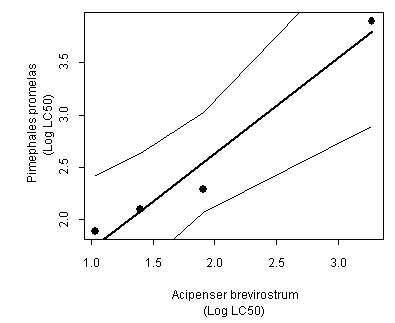 Pimephales promelas
(Log LC50)
3.5
3.0
2.5
2.0
1.0 1.5 2.0 2.5 3.0
Acipenser brevirostrum
(Log LC50)